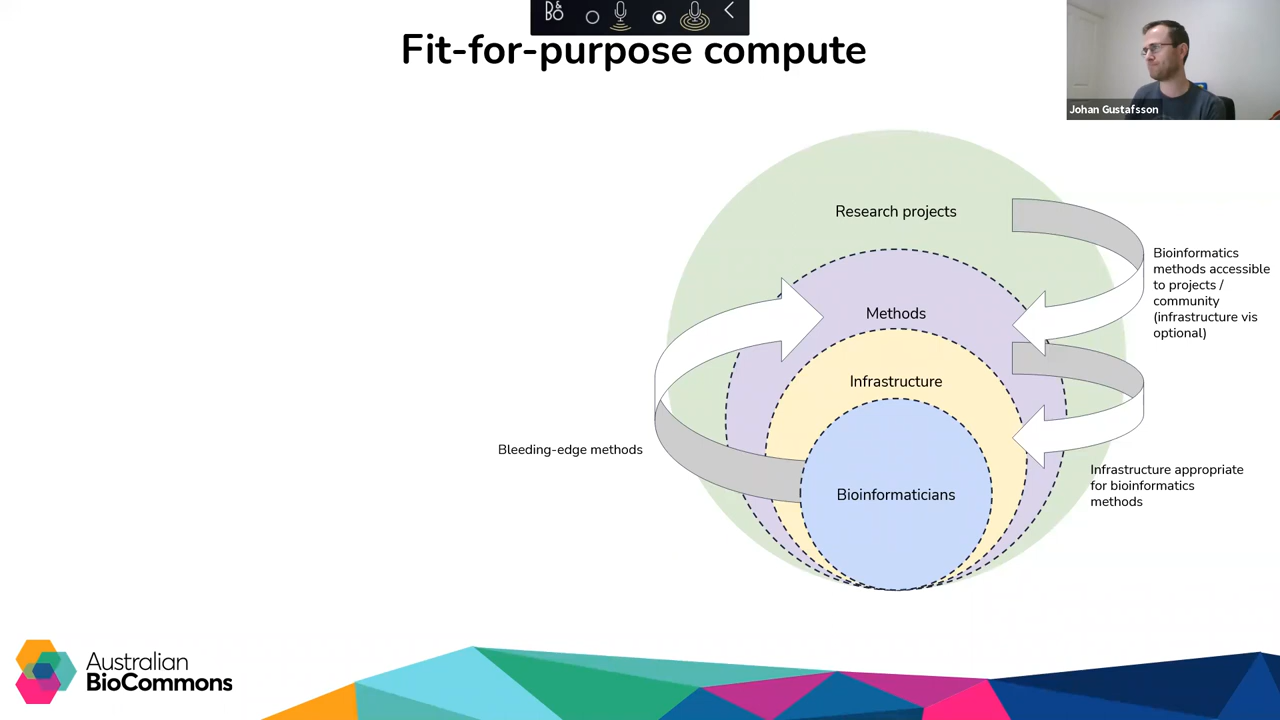 Fit-for-purpose compute
Johan Gustafsson
Research projects
Bioinformatics
methods accessible
to projects /
community
(infrastructure vis
optional)
Methods
Infrastructure
Bleeding-edge methods
Infrastructure appropriate
for bioinformatics
methods
Bioinformaticians
Australian
BioCommons